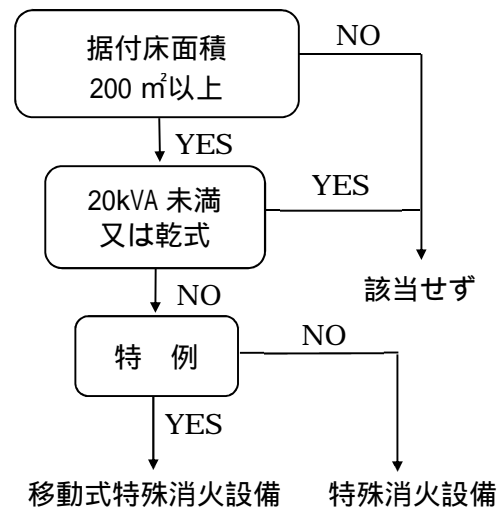 据付床面積
200 ㎡以上
NO
YES
20kVA 未満
又は乾式
YES
該当せず
NO
特　例
NO
YES
移動式特殊消火設備
特殊消火設備